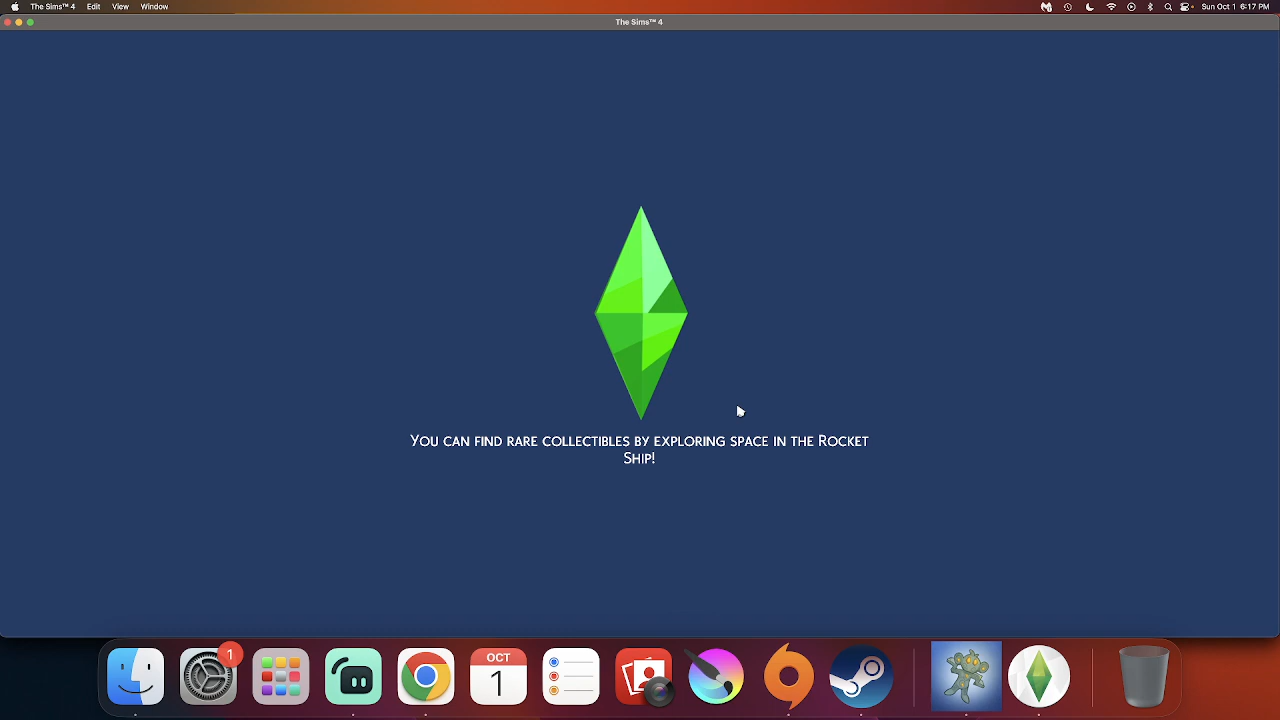 The Sims™ 4 Edit View Window Sun Oct 1 6:17 PM
The Sims™ 4
You can find rare collectibles by exploring space in the Rocket
Ship!
1
OCT
1